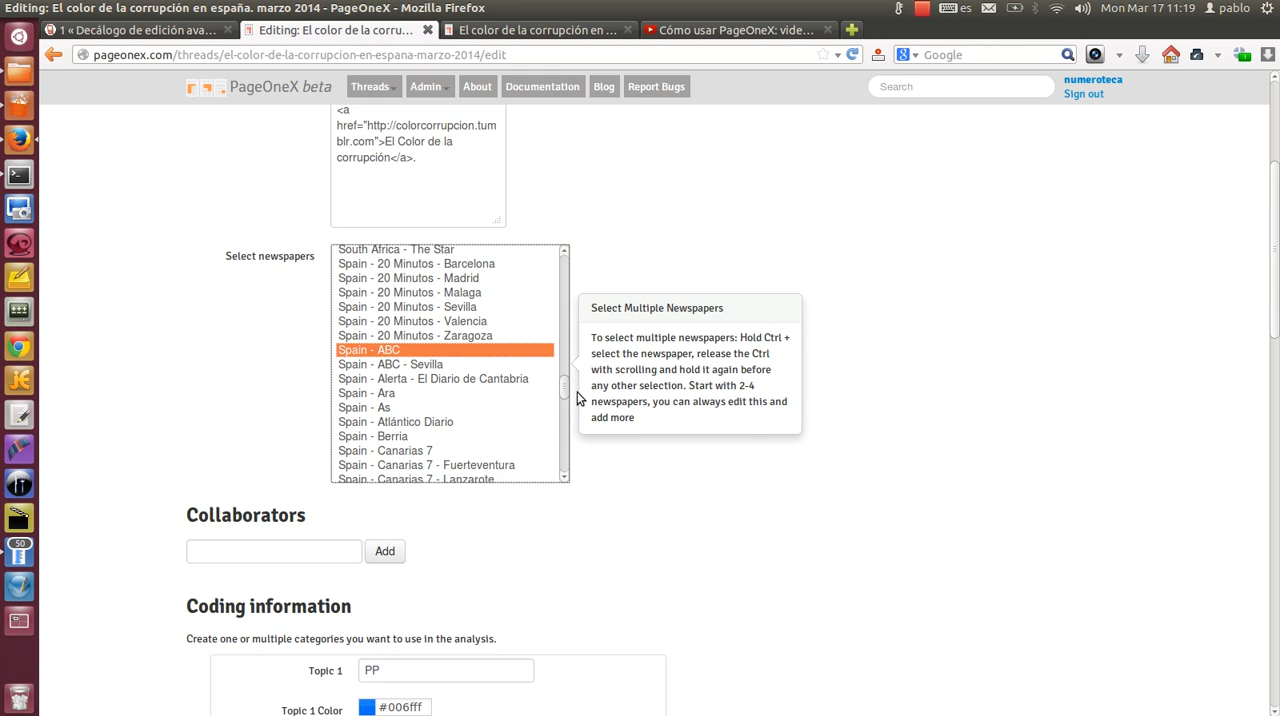 Editing: El color de la corrupción en españa. marzo 2014 - PageOneX - Mozilla Firefox
es
Mon Mar 17 11:19
pablo
1 « Decálogo de edición ava...
Editing: El color de la corru...
El color de la corrupción en ...
Cómo usar PageOneX: vide...
pageonex.com/threads/el-color-de-la-corrupcion-en-espana-marzo-2014/edit
Google
PageOneX beta
Threads
Admin
About
Documentation
Blog
Report Bugs
Search
numeroteca
Sign out
<a
href="http://colorcorrupcion.tum
blr.com">El Color de la
corrupción</a>.
Select newspapers
South Africa - The Star
Spain - 20 Minutos - Barcelona
Spain - 20 Minutos - Madrid
Spain - 20 Minutos - Malaga
Spain - 20 Minutos - Sevilla
Spain - 20 Minutos - Valencia
Spain - 20 Minutos - Zaragoza
Spain - ABC
Spain - ABC - Sevilla
Spain - Alerta - El Diario de Cantabria
Spain - Ara
Spain - As
Spain - Atlántico Diario
Spain - Berria
Spain - Canarias 7
Spain - Canarias 7 - Fuerteventura
Spain - Canarias 7 - Lanzarote
Select Multiple Newspapers
To select multiple newspapers: Hold Ctrl +
select the newspaper, release the Ctrl
with scrolling and hold it again before
any other selection. Start with 2-4
newspapers, you can always edit this and
add more
Collaborators
Add
Coding information
Create one or multiple categories you want to use in the analysis.
Topic 1
PP
Topic 1 Color
#006fff
50